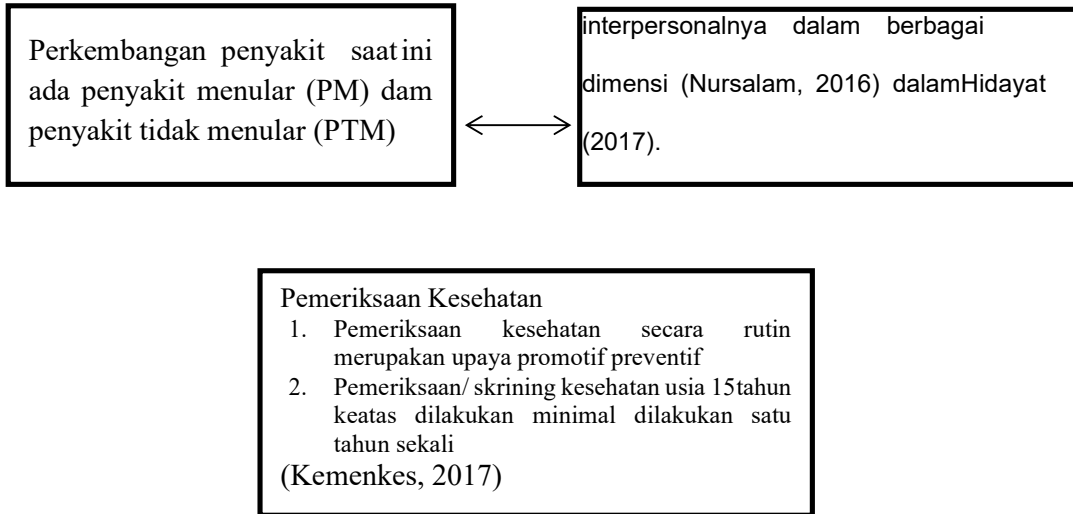 Perkembangan penyakit saat ini
ada penyakit menular (PM) dam
penyakit tidak menular (PTM)
interpersonalnya dalam berbagai
dimensi (Nursalam, 2016) dalamHidayat
(2017).
Pemeriksaan Kesehatan
1. Pemeriksaan kesehatan secara rutin
merupakan upaya promotif preventif
2. Pemeriksaan/ skrining kesehatan usia 15tahun
keatas dilakukan minimal dilakukan satu
tahun sekali
(Kemenkes, 2017)